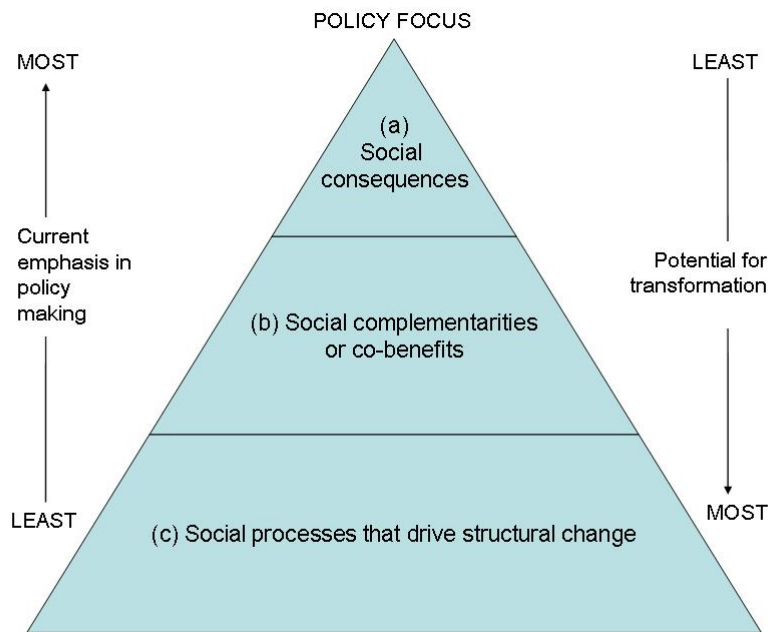 POLICY FOCUS
MOST
LEAST
(a)
Social
consequences
Current
emphasis in
policy
making
Potential for
transformation
(b) Social complementarities
or co-benefits
LEAST
MOST
(c) Social processes that drive structural change